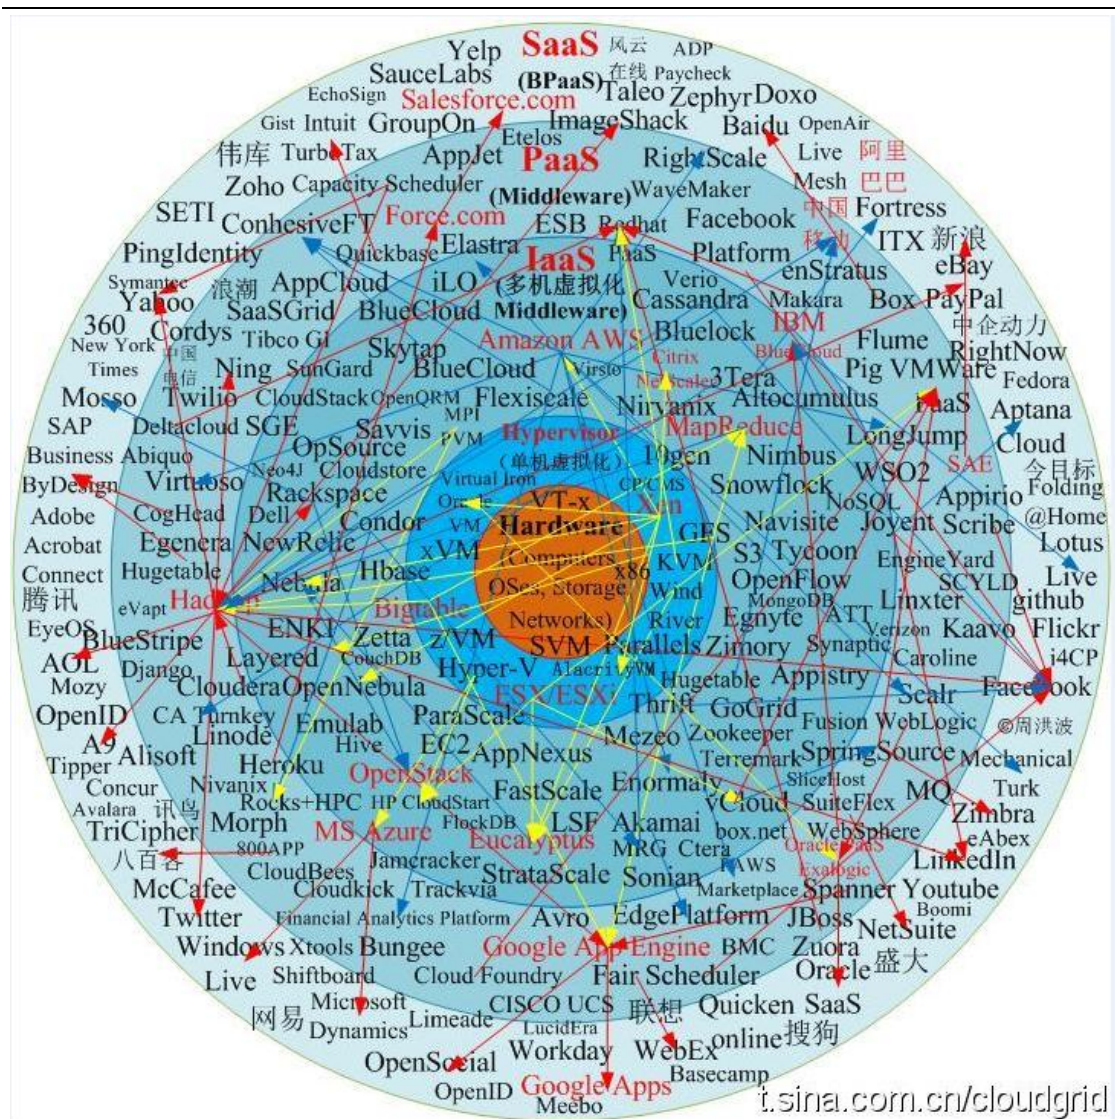 Yelp SaaS 风云 ADP
SauceLabs (BPaaS) 在线 Paycheck
EchoSign Salesforce.com Taleo Zephyr Doxo
Gist Intuit GroupOn Etelos ImageShack Baidu OpenAir
伟库 TurboTax AppJet PaaS RightScale Live 阿里
Zoho Capacity Scheduler (Middleware) WaveMaker Mesh 巴巴
SETI ConhesiveFT Force.com ESB Redhat Facebook 中国 Fortress
PingIdentity Quickbase Elastra IaaS PaaS Platform 移动 ITX 新浪
Symantec 浪潮 AppCloud iLO (多机虚拟化 Verio enStratus eBay
Yahoo SaaSGrid BlueCloud Middleware) Cassandra Makara Box PayPal
360 Cordys Tibco GI Skytap Amazon AWS Bluelock IBM Flume 中企动力
New York 中国 Ning SunGard BlueCloud Virsto Citrix BlueCloud RightNow
Times 电信 NetScaler 3Tera Pig VMWare Fedora
Mosso Twilio CloudStack OpenQRM Flexiscale Nirvanix Altocumulus PaaS Aptana
SAP Deltacloud SGE Savvis MPI Hypervisor MapReduce LongJump Cloud
Business Abiquo OpSource PVM (单机虚拟化) 10gen Nimbus WSO2 SAE 今目标
ByDesign Virtuoso Neo4J Cloudstore Virtual Iron CP/CMS Snowflock NoSQL Appirio Folding
Adobe CogHead Dell Rackspace Condor Oracle VT-x Xen Navisite Joyent Scribe @Home
Acrobat Egenera NewRelic VM Hardware GFS S3 Tycoon EngineYard Lotus
Connect Hugetable Nebula Hbase xVM (Computers, x86 KVM OpenFlow SCYLD Live
腾讯 eVapt Hadoop Bigtable OSes, Storage, Wind MongoDB Linxter github
EyeOS BlueStripe ENKI Zetta z/VM Networks) River Egnyte ATT Verizon Kaavo Flickr
AOL Django Layered CouchDB Hyper-V SVM Parallels Zimory Synaptic Caroline i4CP
Mozy Cloudera OpenNebula AlacrityVM Hugetable Appistry Scalr Facebook
OpenID CA Turnkey Emulab ParaScale ESX/ESXi Thrift GoGrid Fusion WebLogic ©周洪波
A9 Alisoft Linode Hive EC2 AppNexus Mezeo Zookeeper SpringSource Mechanical
Tipper Nivanix Heroku OpenStack Enormaly Terremark SliceHost Turk
Concur 讯鸟 Rocks+HPC HP CloudStart FastScale vCloud SuiteFlex MQ Zimbra
Avalara Morph MS Azure FlockDB LSF Akamai box.net WebSphere eAbex
TriCipher 800APP Eucalyptus MRG Ctera Oracle PaaS LinkedIn
八百客 CloudBees Jamcracker StrataScale Sonian Exalogic
McCafee Cloudkick Trackvia Marketplace Spanner Youtube
Twitter Financial Analytics Platform Avro EdgePlatform JBoss Boomi
Windows Xtools Bungee Google App Engine BMC Zuora NetSuite
Live Shiftboard Cloud Foundry Fair Scheduler Oracle 盛大
网易 Microsoft CISCO UCS 联想 Quicken SaaS
Dynamics Limeade LucidEra online 搜狗
OpenSocial Workday WebEx
OpenID Google Apps Basecamp
Meebo
t.sina.com.cn/cloudgrid